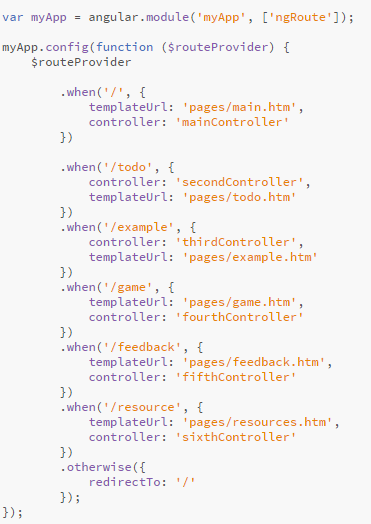 var myApp = angular.module('myApp', ['ngRoute']);
myApp.config(function ($routeProvider) {
    $routeProvider
        .when('/', {
            templateUrl: 'pages/main.htm',
            controller: 'mainController'
        })
        .when('/todo', {
            controller: 'secondController',
            templateUrl: 'pages/todo.htm'
        })
        .when('/example', {
            controller: 'thirdController',
            templateUrl: 'pages/example.htm'
        })
        .when('/game', {
            templateUrl: 'pages/game.htm',
            controller: 'fourthController'
        })
        .when('/feedback', {
            templateUrl: 'pages/feedback.htm',
            controller: 'fifthController'
        })
        .when('/resource', {
            templateUrl: 'pages/resources.htm',
            controller: 'sixthController'
        })
        .otherwise({
            redirectTo: '/'
        });
});